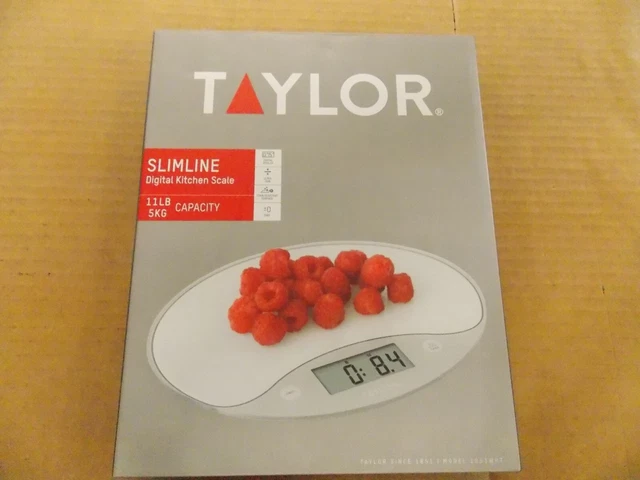 TAYLOR®
SLIMLINE
Digital Kitchen Scale
11LB
5KG CAPACITY
0: 8.4